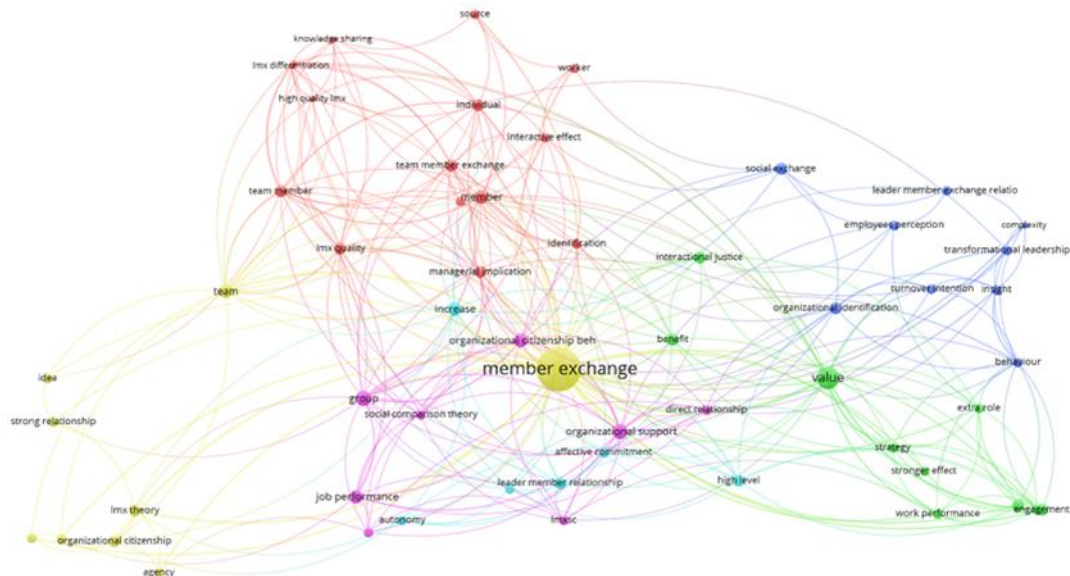 source
knowledge sharing
lmx differentiation
worker
high quality lmx
individual
interactive effect
team member exchange
social exchange
team member
member
leader member exchange relatio
employees perception
complexity
lmx quality
identification
transformational leadership
interactional justice
managerial implication
team
turnover intention
insight
increase
organizational identification
organizational citizenship beh
benefit
member exchange
behaviour
idea
value
group
social comparison theory
direct relationship
extra role
strong relationship
organizational support
affective commitment
strategy
stronger effect
leader member relationship
high level
job performance
lmx theory
autonomy
lmxsc
work performance
engagement
organizational citizenship
agency